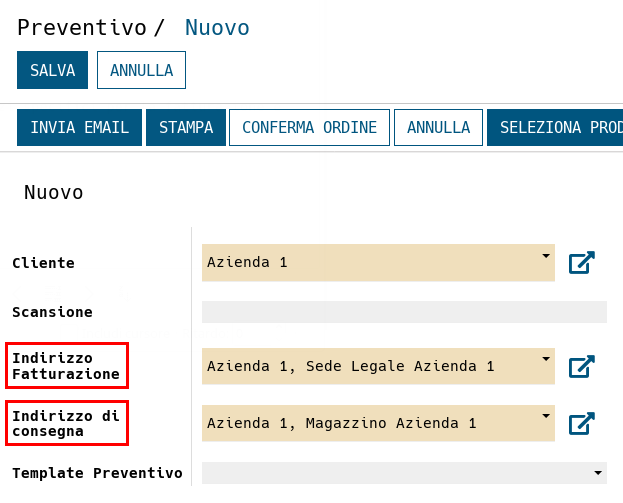 Preventivo / Nuovo
SALVA ANNULLA
INVIA EMAIL STAMPA CONFERMA ORDINE ANNULLA SELEZIONA PROD
Nuovo
Cliente Azienda 1
Scansione
Indirizzo
Fatturazione Azienda 1, Sede Legale Azienda 1
Indirizzo di
consegna Azienda 1, Magazzino Azienda 1
Template Preventivo